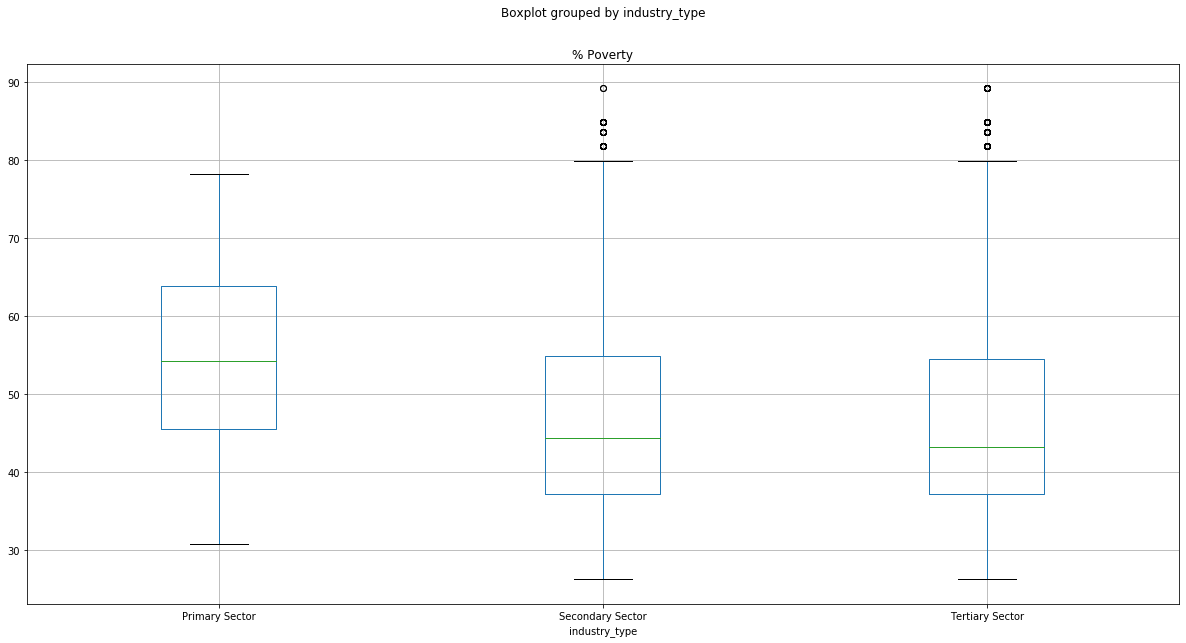 Boxplot grouped by industry_type
% Poverty
90
80
70
60
50
40
30
Primary Sector
Secondary Sector
Tertiary Sector
industry_type